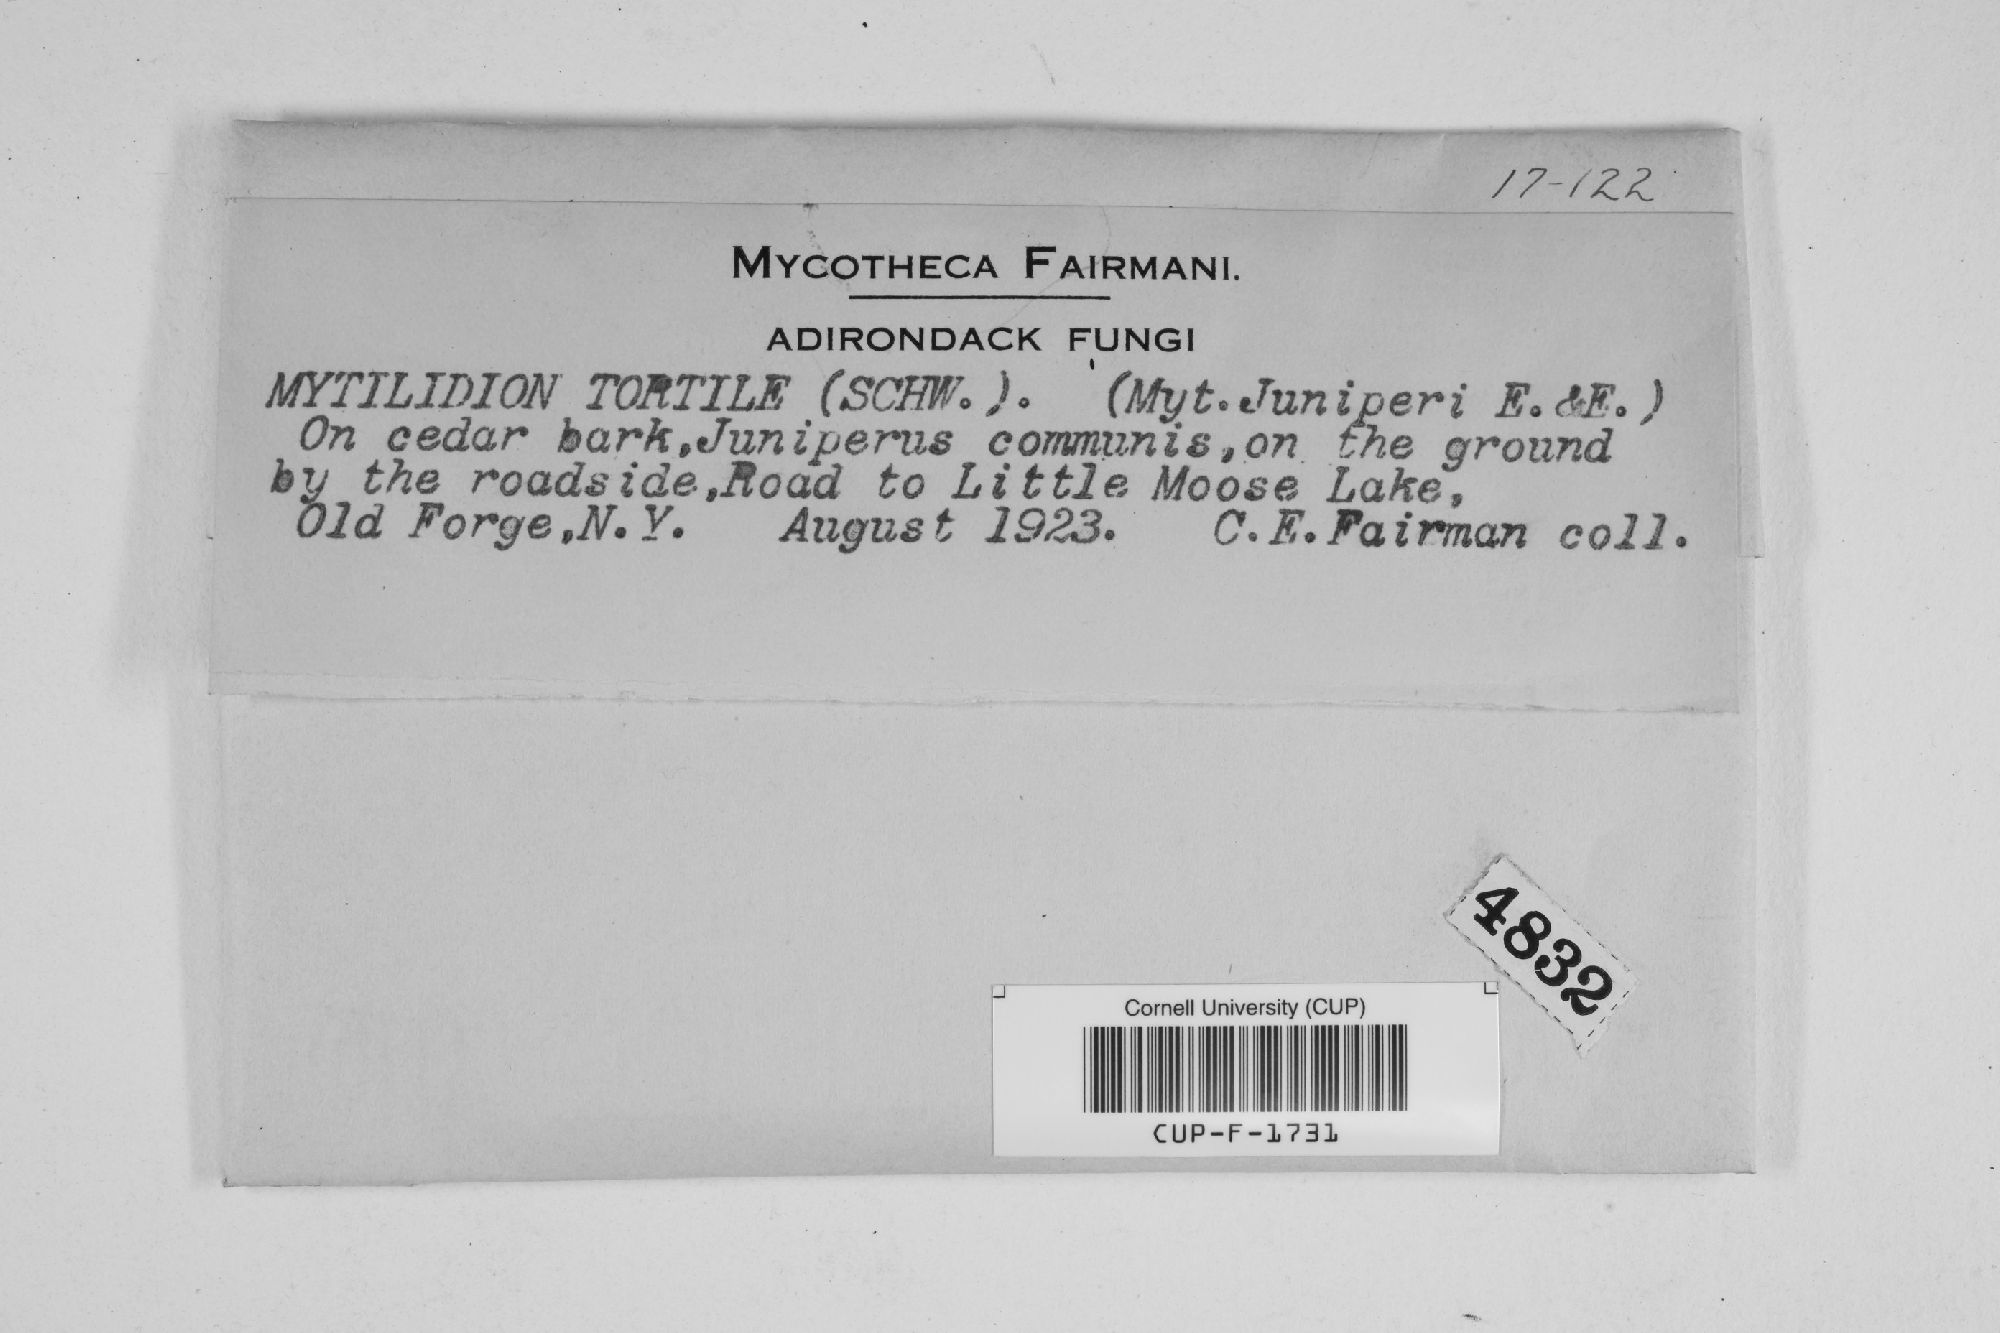 17-122
MYCOTHECA FAIRMANI.
ADIRONDACK FUNGI
MYTILIDION TORTILE (SCHW.). (Myt.Juniperi E.&E.)
On cedar bark,Juniperus communis,on the ground
by the roadside,Road to Little Moose Lake,
Old Forge,N.Y. August 1923. C.E.Fairman coll.
4832
Cornell University (CUP)
CUP-F-1731